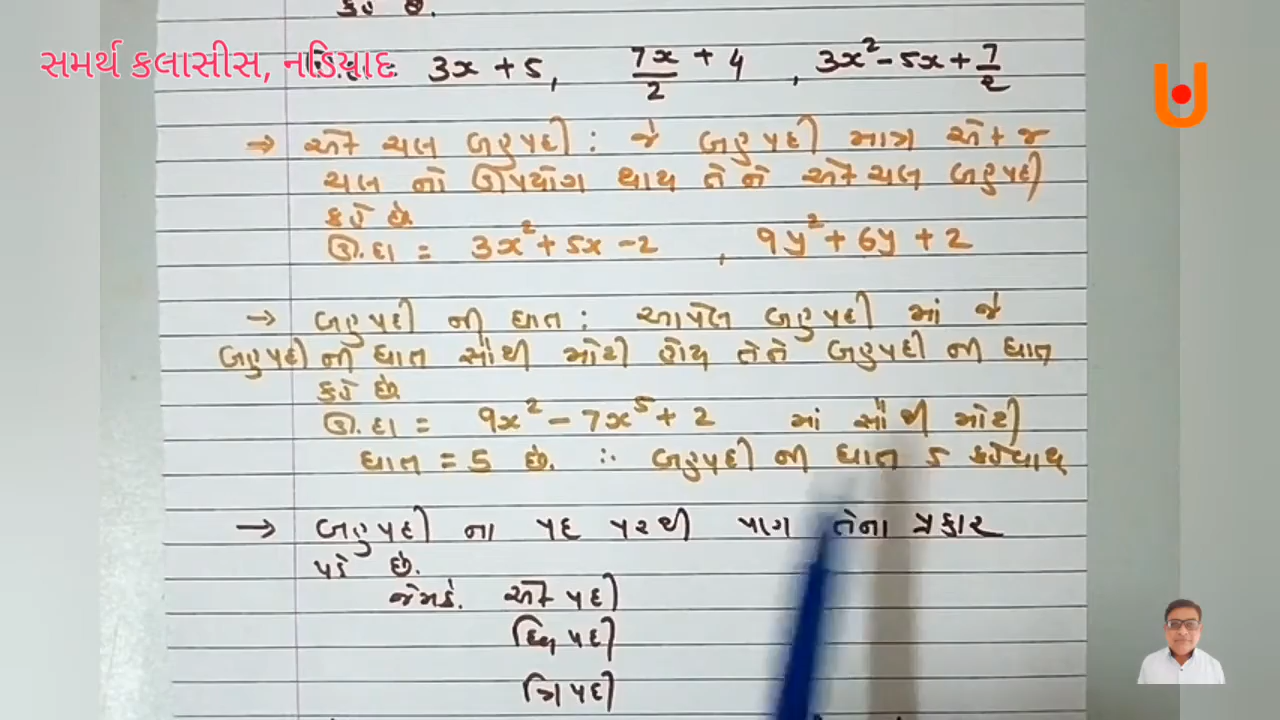 કહે છે.
સમર્થ કલાસીસ, નડિયાદ
3x + 5, 7x/2 + 4, 3x² - 5x + 7/2
→ એક ચલ બહુપદી : જે બહુપદી માત્ર એક જ
ચલ નો ઊપયોગ થાય તે ને એક ચલ બહુપદી
કહે છે.
ઊ.દા = 3x² + 5x - 2 , 9y² + 6y + 2
→ બહુપદી ની ઘાત : આપેલ બહુપદી માં જે
બહુપદી ની ઘાત સૌથી મોટી હોય તેને બહુપદી ની ઘાત
કહે છે.
ઊ.દા = 9x² - 7x⁵ + 2 માં સૌથી મોટી
ઘાત = 5 છે. ∴ બહુપદી ની ઘાત 5 કહેવાય
→ બહુપદી ના પદ પરથી પાગ તેના પ્રકાર
પડે છે.
જેમકે. એક પદી
દ્વિ પદી
ત્રિ પદી